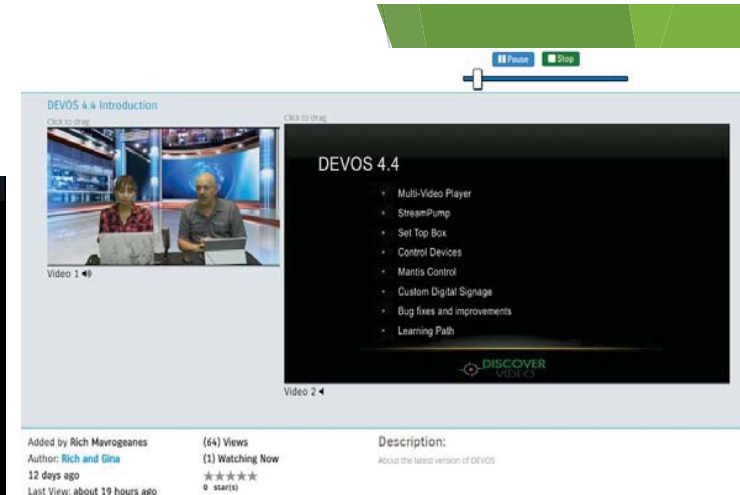 Pause Stop
DEVOS 4.4 Introduction
Click to drag
Click to drag
DEVOS 4.4
Multi-Video Player
StreamPump
Set Top Box
Control Devices
Mantis Control
Custom Digital Signage
Bug fixes and improvements
Learning Path
DISCOVER
VIDEO
Video 1
Video 2
Added by Rich Mavrogeanes
Author: Rich and Gina
12 days ago
Last View: about 19 hours ago
(64) Views
(1) Watching Now
0 star(s)
Description:
About the latest version of DEVOS